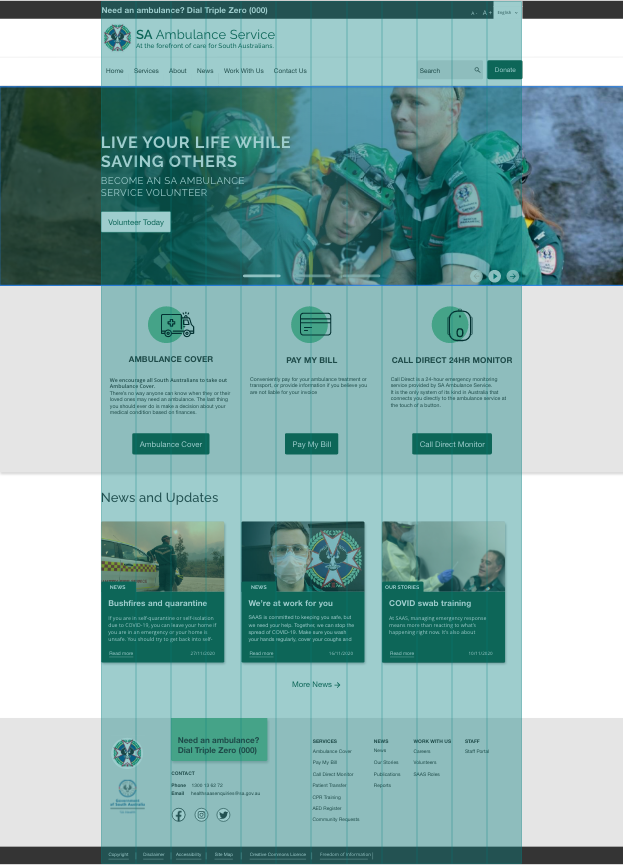 Need an ambulance? Dial Triple Zero (000)
A - A + English
SA Ambulance Service
At the forefront of care for South Australians.
Home Services About News Work With Us Contact Us Search Donate
LIVE YOUR LIFE WHILE
SAVING OTHERS
BECOME AN SA AMBULANCE
SERVICE VOLUNTEER
Volunteer Today
AMBULANCE COVER
We encourage all South Australians to take out
Ambulance Cover.
There's no way anyone can know when they or their
loved ones may need an ambulance. The last thing
you should ever do is make a decision about your
medical condition based on finances.
Ambulance Cover
PAY MY BILL
Conveniently pay for your ambulance treatment or
transport, or provide information if you believe you
are not liable for your invoice
Pay My Bill
CALL DIRECT 24HR MONITOR
Call Direct is a 24-hour emergency monitoring
service provided by SA Ambulance Service.
It is the only system of its kind in Australia that
connects you directly to the ambulance service at
the touch of a button.
Call Direct Monitor
News and Updates
NEWS
Bushfires and quarantine
If you are in self-quarantine or self-isolation
due to COVID-19, you can leave your home if
you are in an emergency or your home is
unsafe. You should try to get back into self-
Read more 27/11/2020
NEWS
We're at work for you
SAAS is committed to keeping you safe, but
we need your help. Together, we can stop the
spread of COVID-19. Make sure you wash
your hands regularly, cover your coughs and
Read more 16/11/2020
OUR STORIES
COVID swab training
At SAAS, managing emergency response
means more than reacting to what's
happening right now. It's also about
Read more 10/11/2020
More News
Need an ambulance?
Dial Triple Zero (000)
CONTACT
Phone 1300 13 62 72
Email
Government
of South Australia
SERVICES
Ambulance Cover
Pay My Bill
Call Direct Monitor
Patient Transfer
CPR Training
AED Register
Community Requests
NEWS
News
Our Stories
Publications
Reports
WORK WITH US
Careers
Volunteers
SAAS Roles
STAFF
Staff Portal
Copyright Disclaimer Accessibility Site Map Creative Commons Licence Freedom of Information